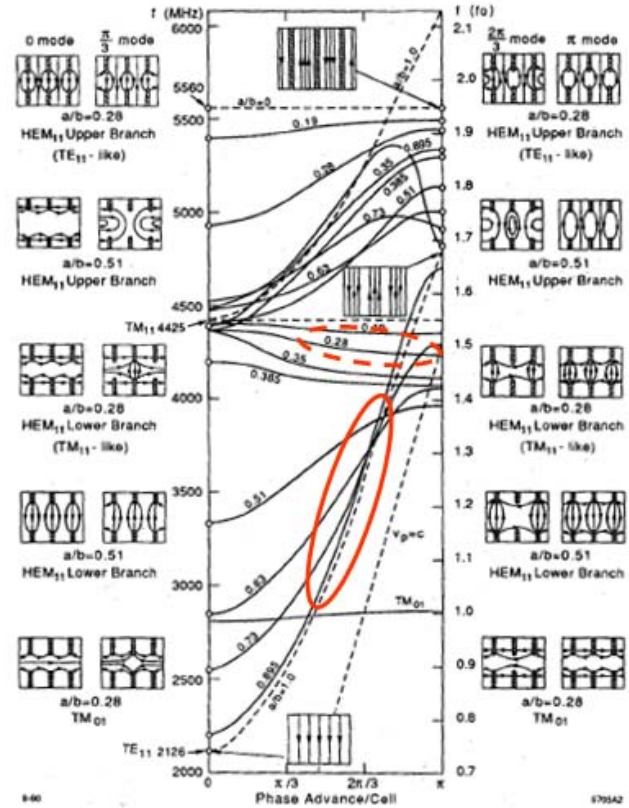 f (MHz)
f (f₀)
6000
2.1
0 mode
π/3 mode
a/b=0.28
HEM₁₁ Upper Branch
(TE₁₁ - like)
a/b=0.51
HEM₁₁ Upper Branch
a/b=0.28
HEM₁₁ Lower Branch
(TM₁₁ - like)
a/b=0.51
HEM₁₁ Lower Branch
a/b=0.28
TM₀₁
5560
5500
5000
4500
TM₁₁ 4425
4000
3500
3000
2500
TE₁₁ 2126
2000
a/b=1.0
a/b=0
0.19
0.28
0.35
0.895
0.385
0.51
0.73
0.63
0.28
0.35
0.385
0.51
0.63
0.73
0.895
a/b=1.0
vₚ=c
TM₀₁
2.0
1.9
1.8
1.7
1.6
1.5
1.4
1.3
1.2
1.1
1.0
0.9
0.8
0.7
2π/3 mode
π mode
a/b=0.28
HEM₁₁ Upper Branch
(TE₁₁ - like)
a/b=0.51
HEM₁₁ Upper Branch
a/b=0.28
HEM₁₁ Lower Branch
(TM₁₁ - like)
a/b=0.51
HEM₁₁ Lower Branch
a/b=0.28
TM₀₁
0
π/3
2π/3
π
Phase Advance/Cell
8-90
6705A2